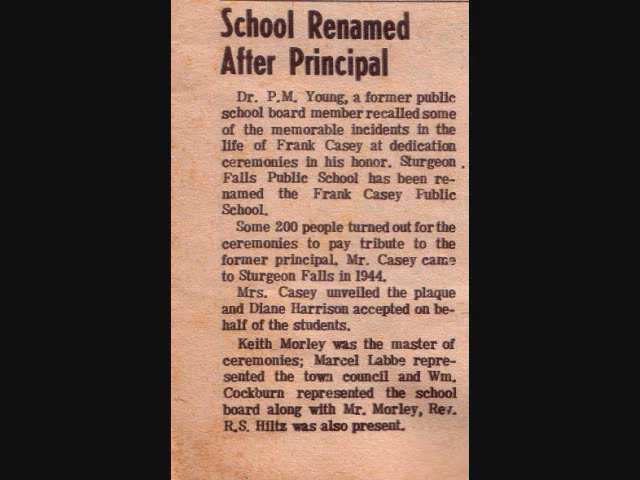 School Renamed
After Principal
Dr. P.M. Young, a former public
school board member recalled some
of the memorable incidents in the
life of Frank Casey at dedication
ceremonies in his honor. Sturgeon
Falls Public School has been re-
named the Frank Casey Public
School.
Some 200 people turned out for the
ceremonies to pay tribute to the
former principal. Mr. Casey came
to Sturgeon Falls in 1944.
Mrs. Casey unveiled the plaque
and Diane Harrison accepted on be-
half of the students.
Keith Morley was the master of
ceremonies; Marcel Labbe repre-
sented the town council and Wm.
Cockburn represented the school
board along with Mr. Morley, Rev.
R.S. Hiltz was also present.